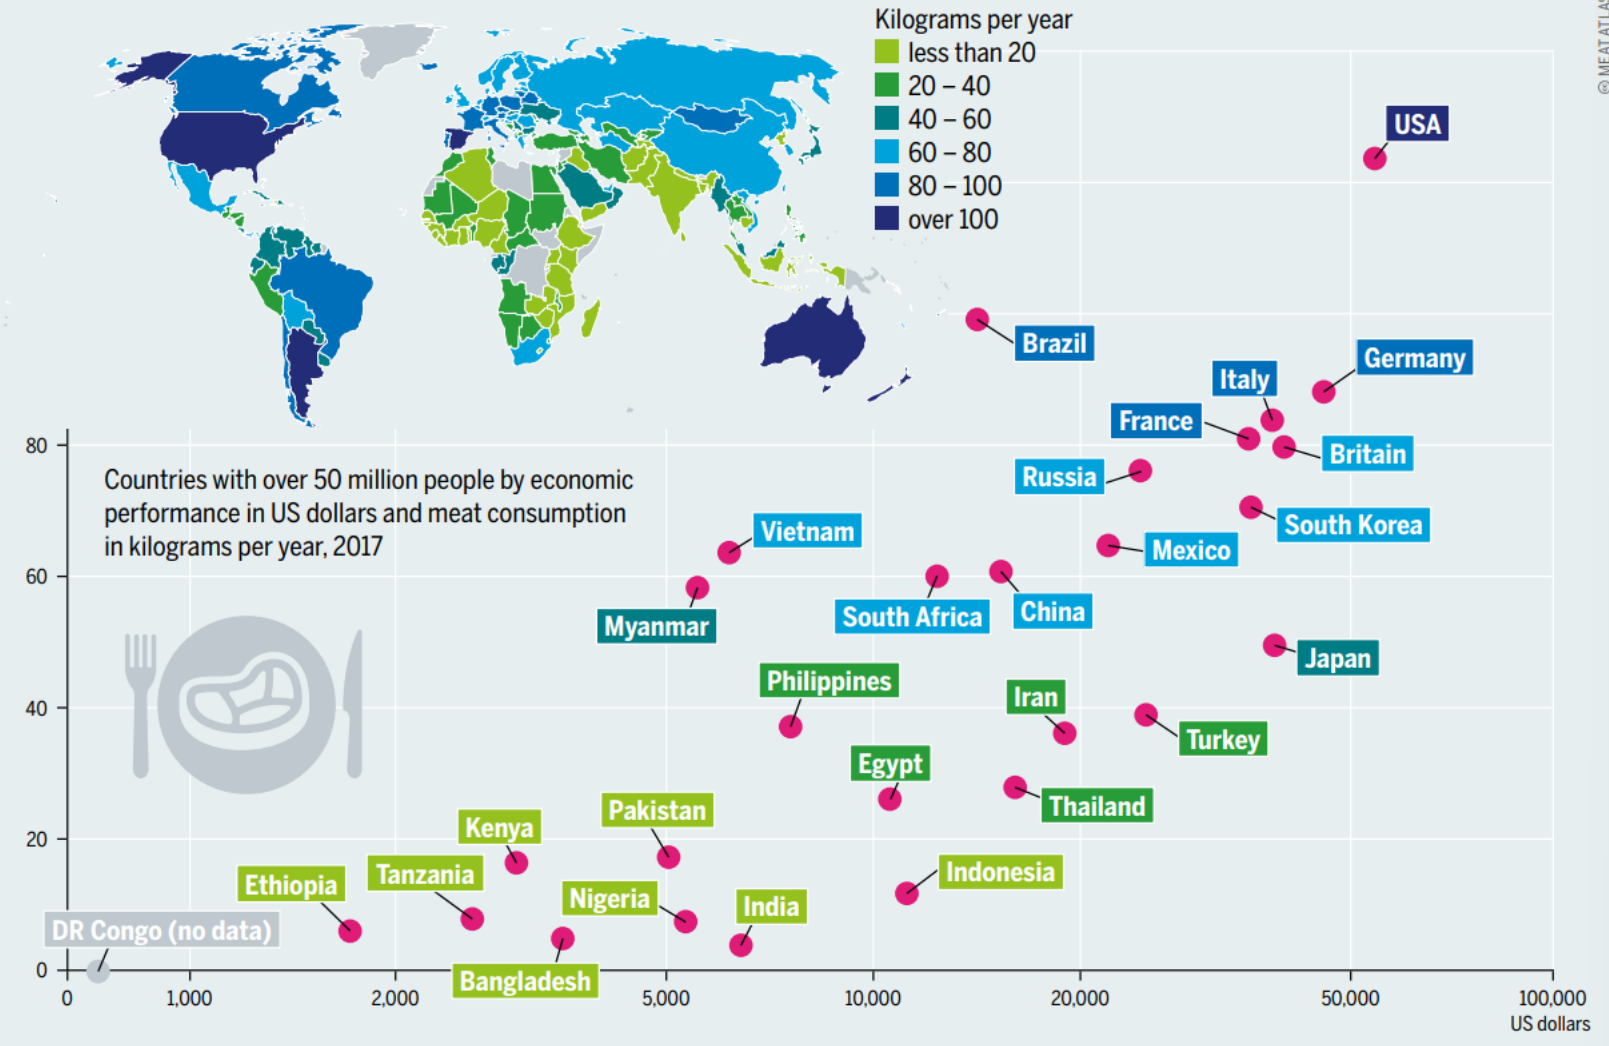 Kilograms per year
less than 20
20 – 40
40 – 60
60 – 80
80 – 100
over 100
USA
Brazil
Germany
Italy
France
Britain
Russia
South Korea
Vietnam
Mexico
Countries with over 50 million people by economic
performance in US dollars and meat consumption
in kilograms per year, 2017
Myanmar
South Africa
China
Japan
Philippines
Iran
Turkey
Egypt
Thailand
Pakistan
Kenya
Tanzania
Ethiopia
Nigeria
India
Indonesia
DR Congo (no data)
Bangladesh
80
60
40
20
0
0
1,000
2,000
5,000
10,000
20,000
50,000
100,000
US dollars